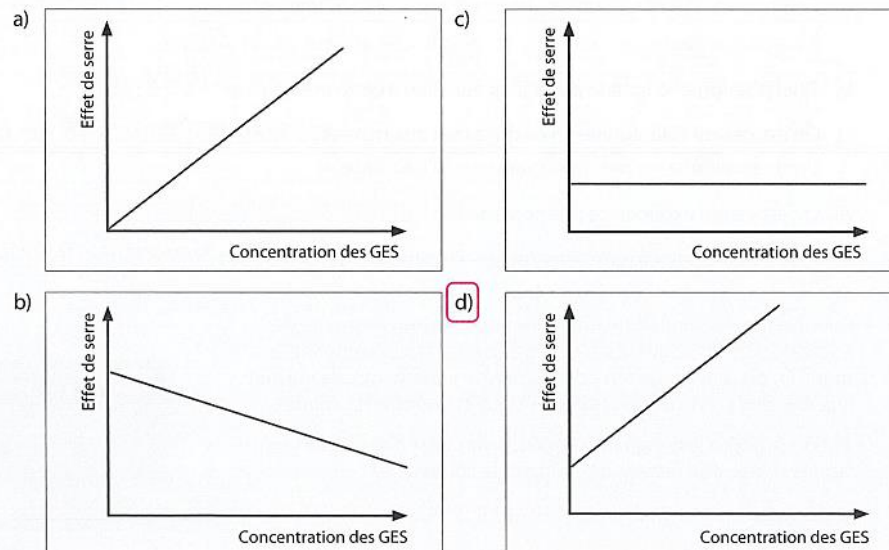 a)
Effet de serre
Concentration des GES
c)
Effet de serre
Concentration des GES
b)
Effet de serre
Concentration des GES
d)
Effet de serre
Concentration des GES